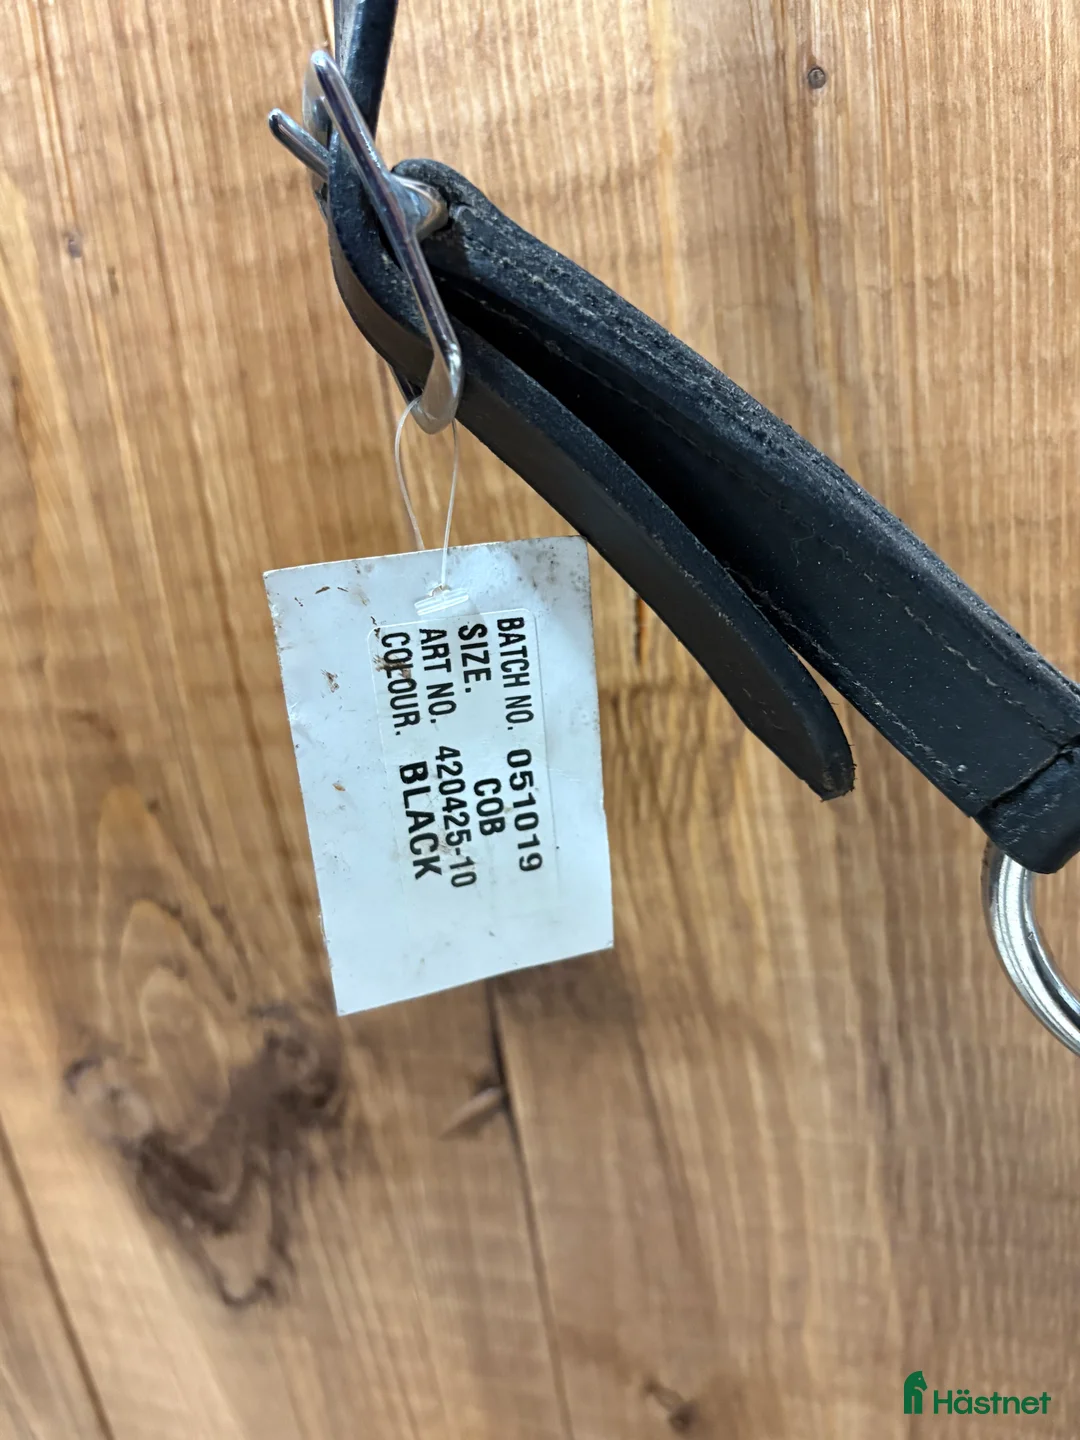 BATCH NO. 051019
SIZE. COB
ART NO. 420425-10
COLOUR. BLACK
Hästnet